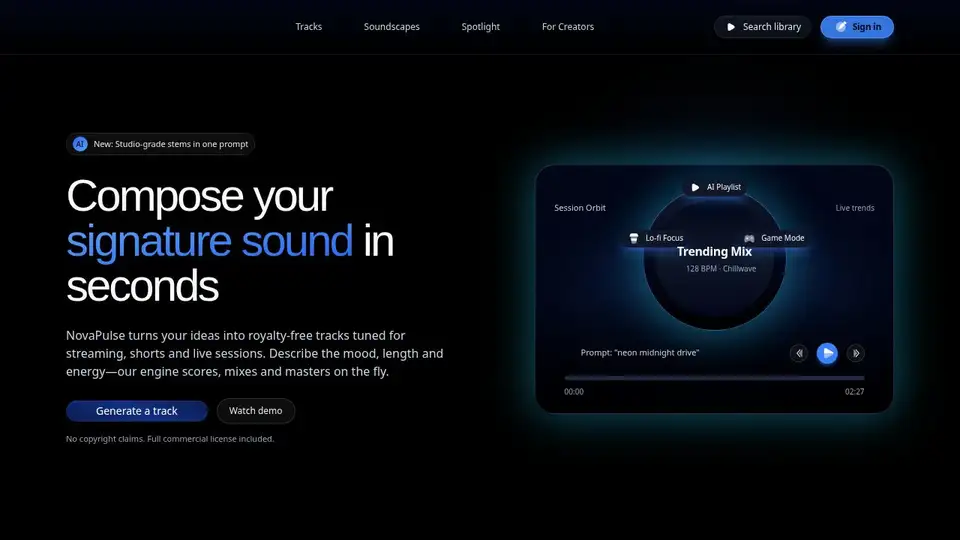 Tracks
Soundscapes
Spotlight
For Creators
Search library
Sign in
AI New: Studio-grade stems in one prompt
Compose your
signature sound in
seconds
NovaPulse turns your ideas into royalty-free tracks tuned for
streaming, shorts and live sessions. Describe the mood, length and
energy—our engine scores, mixes and masters on the fly.
Generate a track
Watch demo
No copyright claims. Full commercial license included.
AI Playlist
Session Orbit
Live trends
Lo-fi Focus
Game Mode
Trending Mix
128 BPM · Chillwave
Prompt: "neon midnight drive"
00:00
02:27